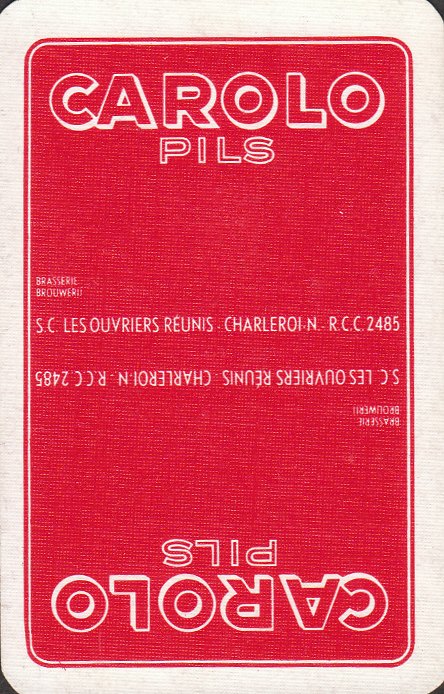 CAROLO
PILS
BRASSERIE
BROUWERIJ
S.C. LES OUVRIERS RÉUNIS · CHARLEROI·N · R.C.C. 2485
S.C. LES OUVRIERS RÉUNIS · CHARLEROI·N · R.C.C. 2485
BRASSERIE
BROUWERIJ
PILS
CAROLO